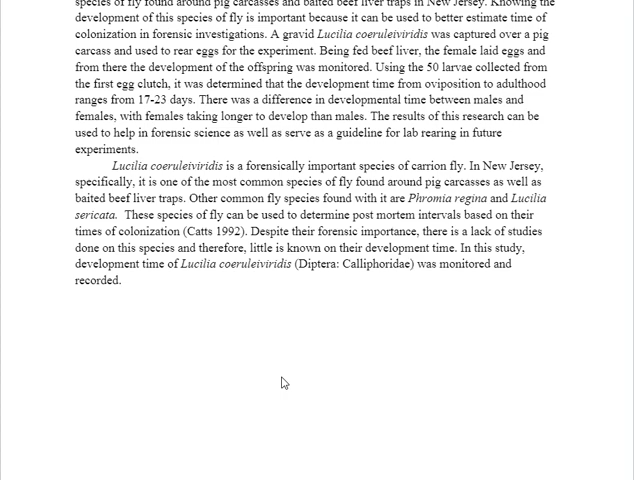 species of fly found around pig carcasses and baited beef liver traps in New Jersey. Knowing the
development of this species of fly is important because it can be used to better estimate time of
colonization in forensic investigations. A gravid Lucilia coeruleiviridis was captured over a pig
carcass and used to rear eggs for the experiment. Being fed beef liver, the female laid eggs and
from there the development of the offspring was monitored. Using the 50 larvae collected from
the first egg clutch, it was determined that the development time from oviposition to adulthood
ranges from 17-23 days. There was a difference in developmental time between males and
females, with females taking longer to develop than males. The results of this research can be
used to help in forensic science as well as serve as a guideline for lab rearing in future
experiments.
Lucilia coeruleiviridis is a forensically important species of carrion fly. In New Jersey,
specifically, it is one of the most common species of fly found around pig carcasses as well as
baited beef liver traps. Other common fly species found with it are Phromia regina and Lucilia
sericata. These species of fly can be used to determine post mortem intervals based on their
times of colonization (Catts 1992). Despite their forensic importance, there is a lack of studies
done on this species and therefore, little is known on their development time. In this study,
development time of Lucilia coeruleiviridis (Diptera: Calliphoridae) was monitored and
recorded.